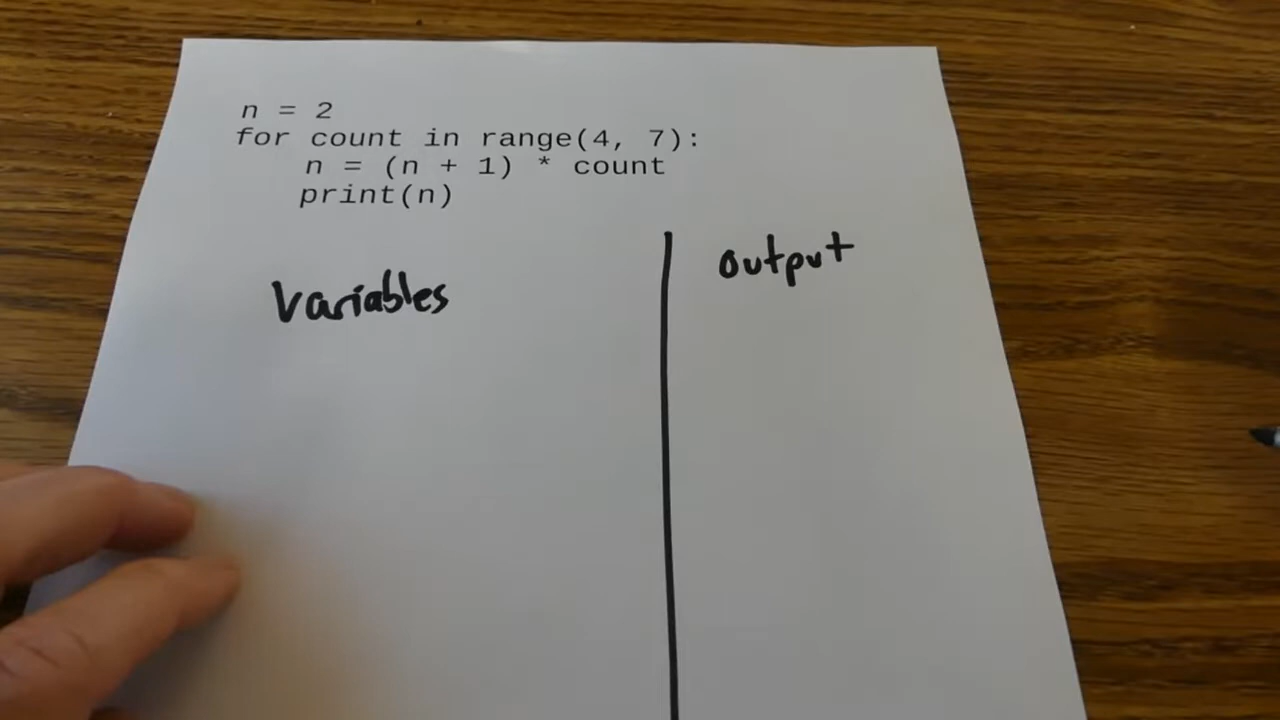 n = 2
for count in range(4, 7):
    n = (n + 1) * count
    print(n)
Variables
output